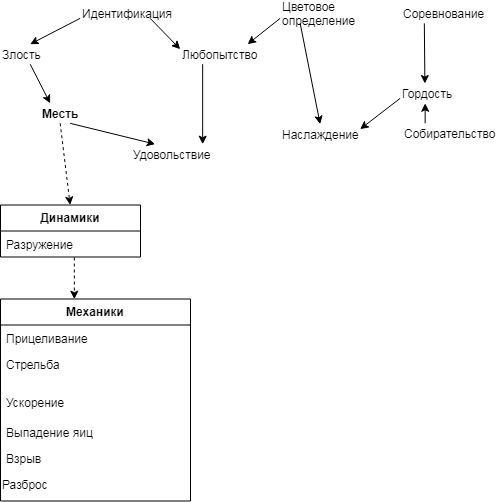 Идентификация
Цветовое
определение
Соревнование
Злость
Любопытство
Гордость
Месть
Удовольствие
Наслаждение
Собирательство
Динамики
Разружение
Механики
Прицеливание
Стрельба
Ускорение
Выпадение яиц
Взрыв
Разброс